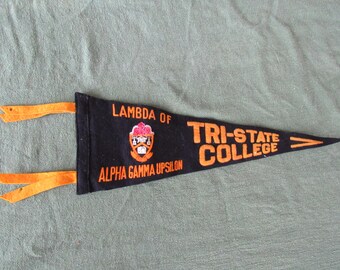 LAMBDA OF
ALPHA GAMMA UPSILON
TRI-STATE
COLLEGE